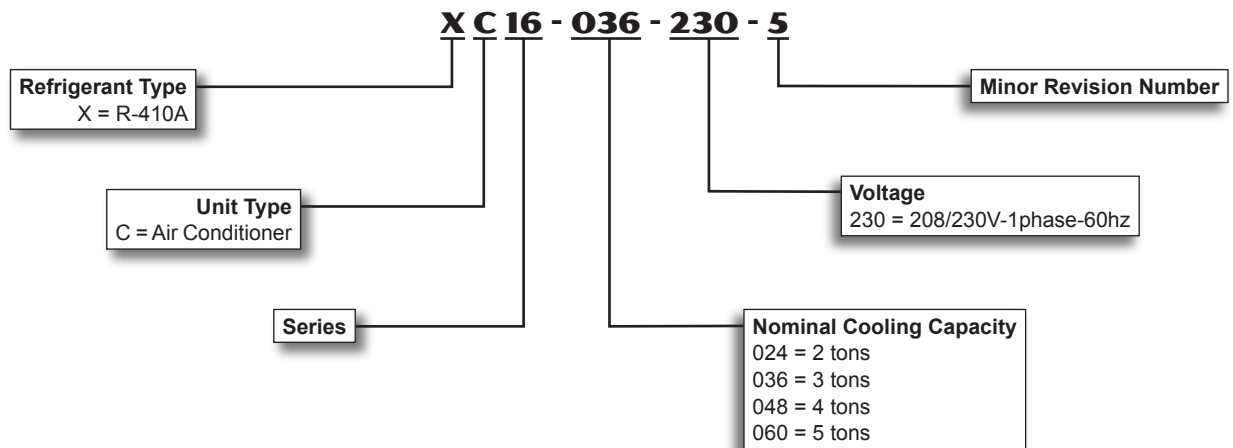 XC16-036-230-5
Refrigerant Type
X = R-410A
Minor Revision Number
Unit Type
C = Air Conditioner
Voltage
230 = 208/230V-1phase-60hz
Series
Nominal Cooling Capacity
024 = 2 tons
036 = 3 tons
048 = 4 tons
060 = 5 tons